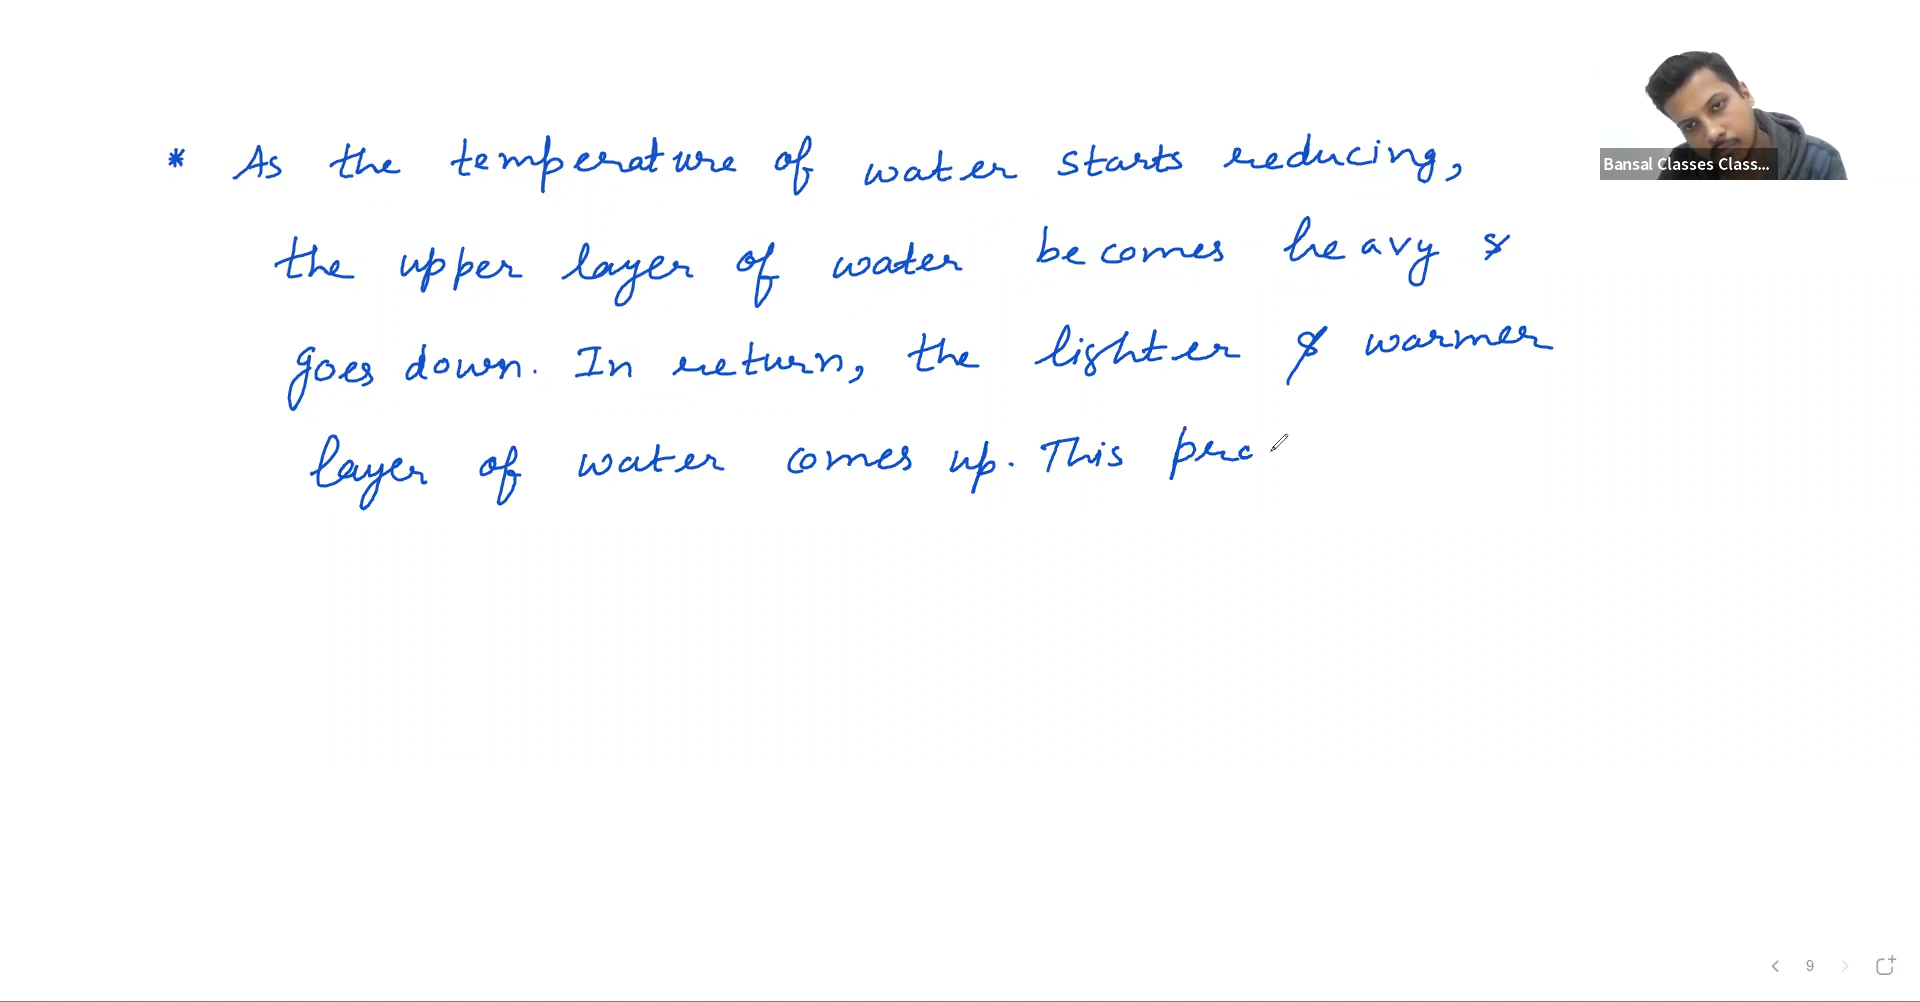 * As the temperature of water starts reducing,
the upper layer of water becomes heavy &
goes down. In return, the lighter & warmer
layer of water comes up. This pro
Bansal Classes Class...
9